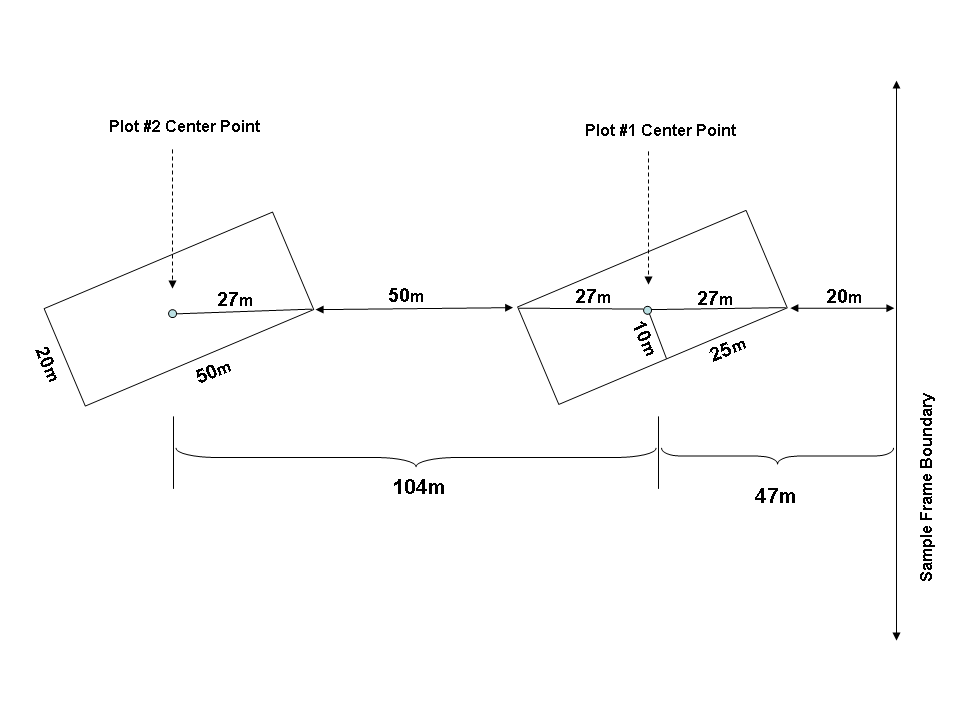 Plot #2 Center Point
Plot #1 Center Point
27m
50m
27m
27m
20m
10m
25m
20m
50m
104m
47m
Sample Frame Boundary